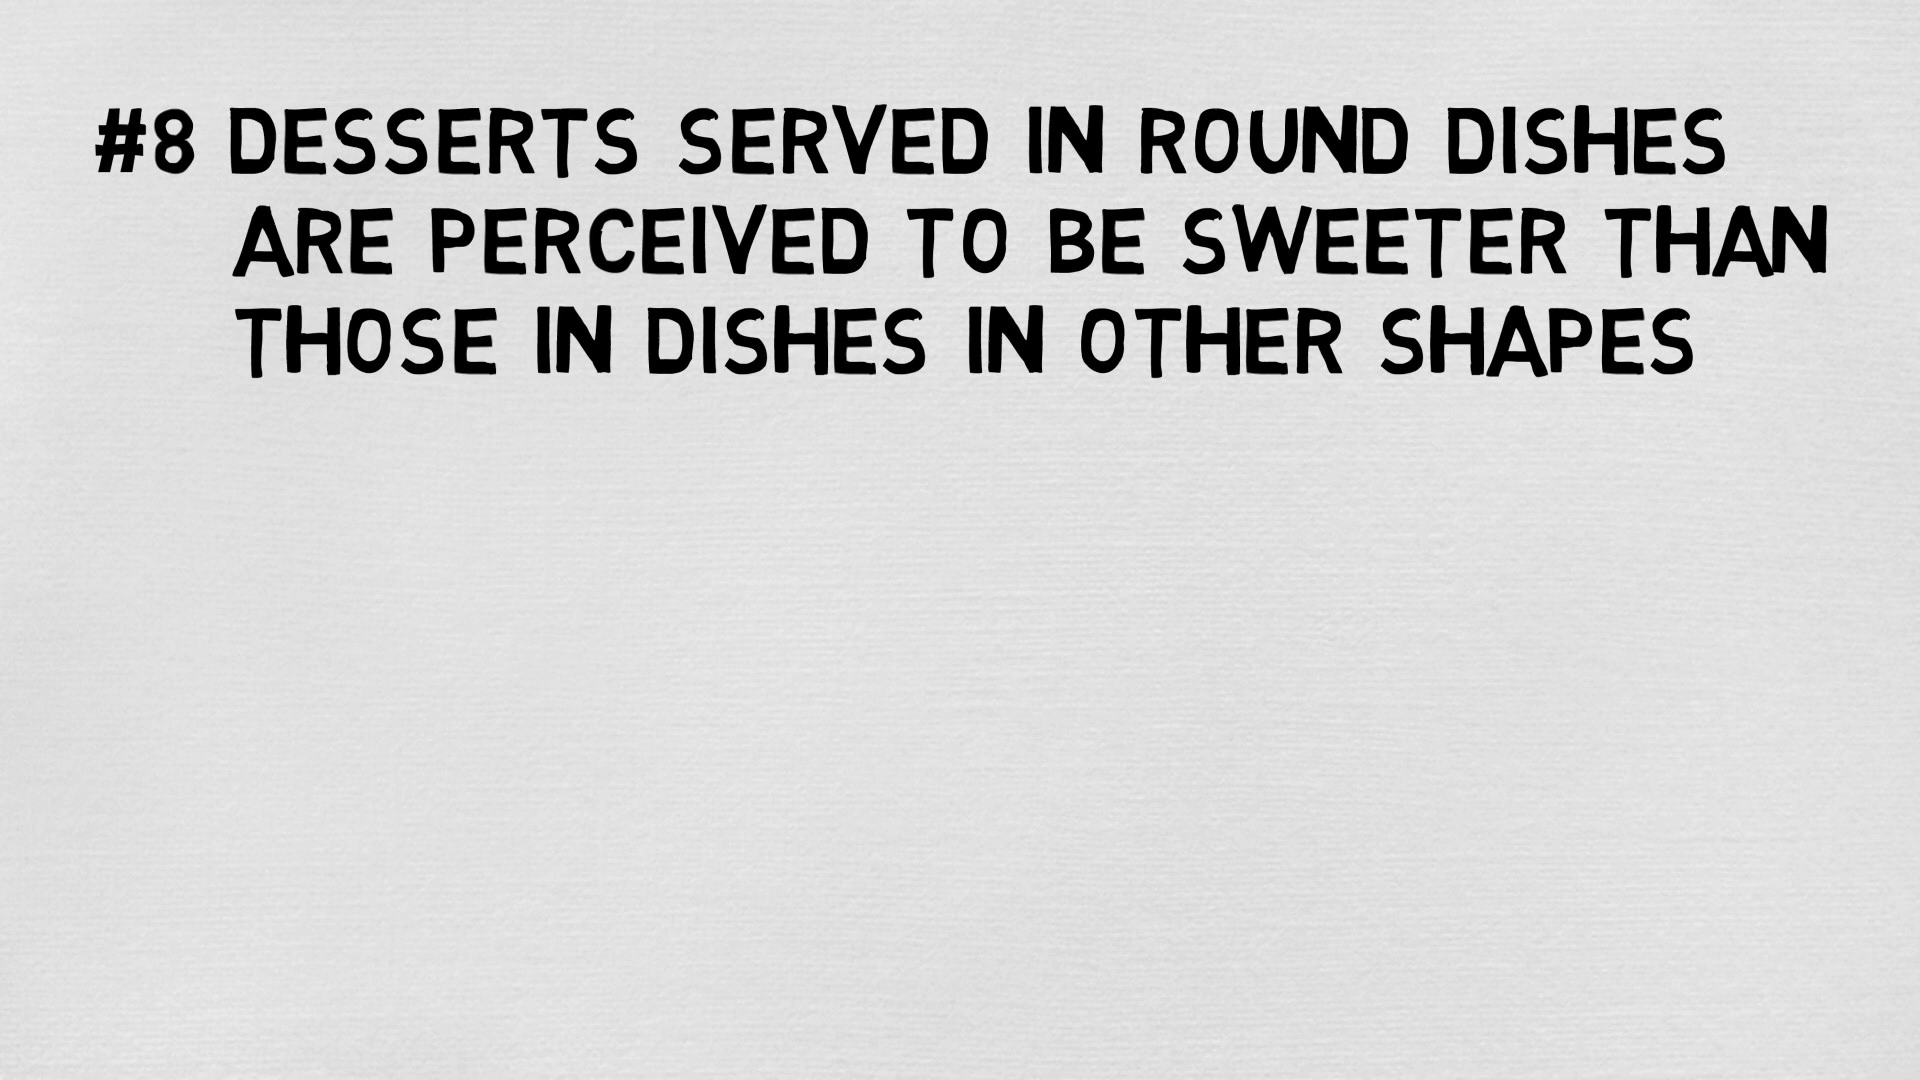 #8 DESSERTS SERVED IN ROUND DISHES
ARE PERCEIVED TO BE SWEETER THAN
THOSE IN DISHES IN OTHER SHAPES